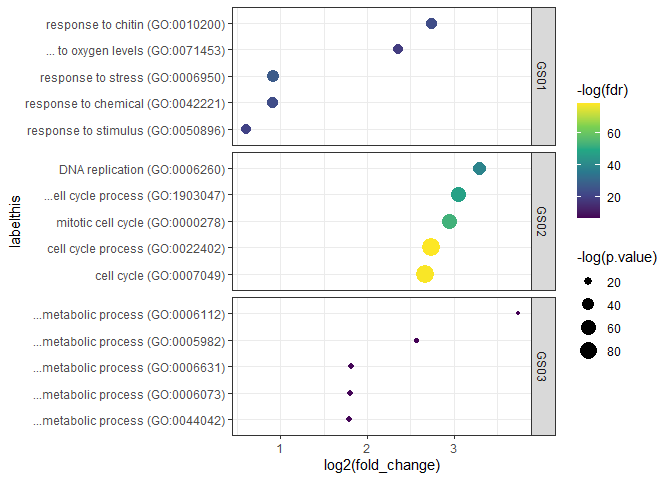 response to chitin (GO:0010200)
... to oxygen levels (GO:0071453)
response to stress (GO:0006950)
response to chemical (GO:0042221)
response to stimulus (GO:0050896)
GS01
DNA replication (GO:0006260)
...ell cycle process (GO:1903047)
mitotic cell cycle (GO:0000278)
cell cycle process (GO:0022402)
cell cycle (GO:0007049)
GS02
...metabolic process (GO:0006112)
...metabolic process (GO:0005982)
...metabolic process (GO:0006631)
...metabolic process (GO:0006073)
...metabolic process (GO:0044042)
GS03
labelthis
1 2 3
log2(fold_change)
-log(fdr)
60
40
20
-log(p.value)
20
40
60
80